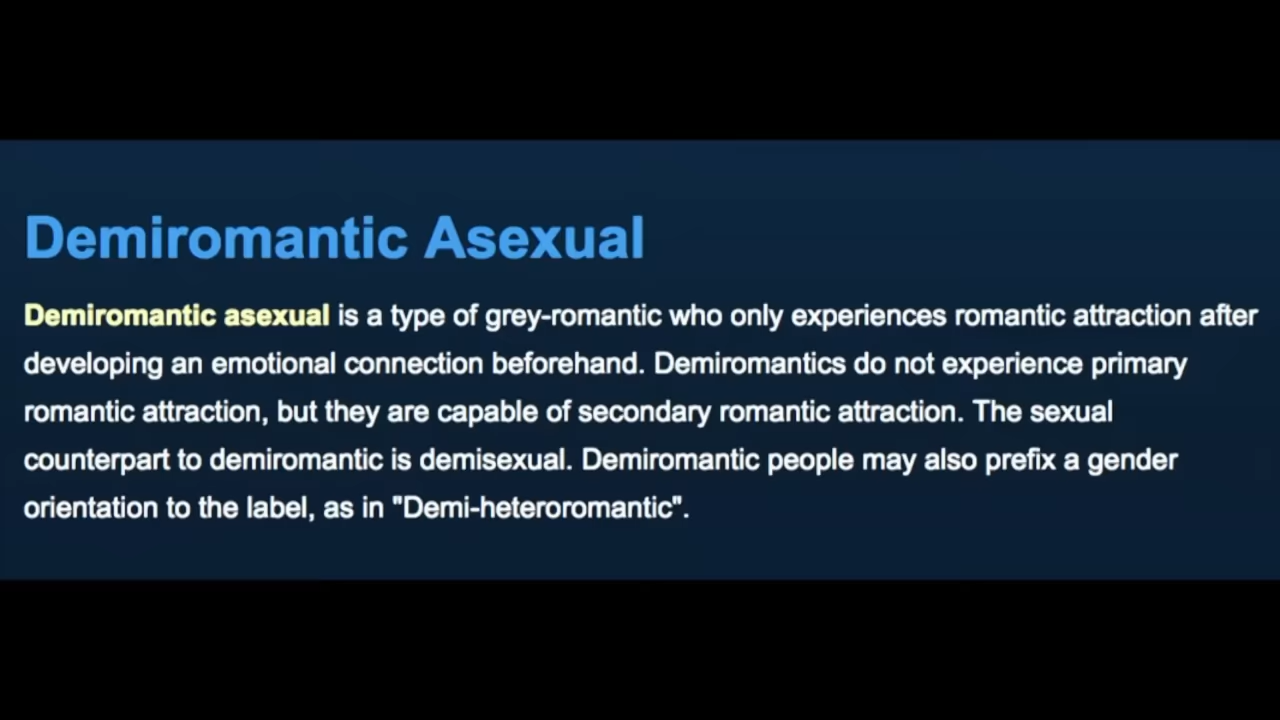 Demiromantic Asexual
Demiromantic asexual is a type of grey-romantic who only experiences romantic attraction after
developing an emotional connection beforehand. Demiromantics do not experience primary
romantic attraction, but they are capable of secondary romantic attraction. The sexual
counterpart to demiromantic is demisexual. Demiromantic people may also prefix a gender
orientation to the label, as in "Demi-heteroromantic".